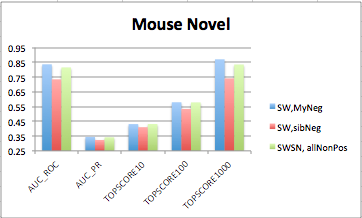 Mouse Novel
0.95
0.85
0.75
0.65
0.55
0.45
0.35
0.25
AUC_ROC
AUC_PR
TOPSCORE10
TOPSCORE100
TOPSCORE1000
SW,MyNeg
SW,sibNeg
SWSN, allNonPos